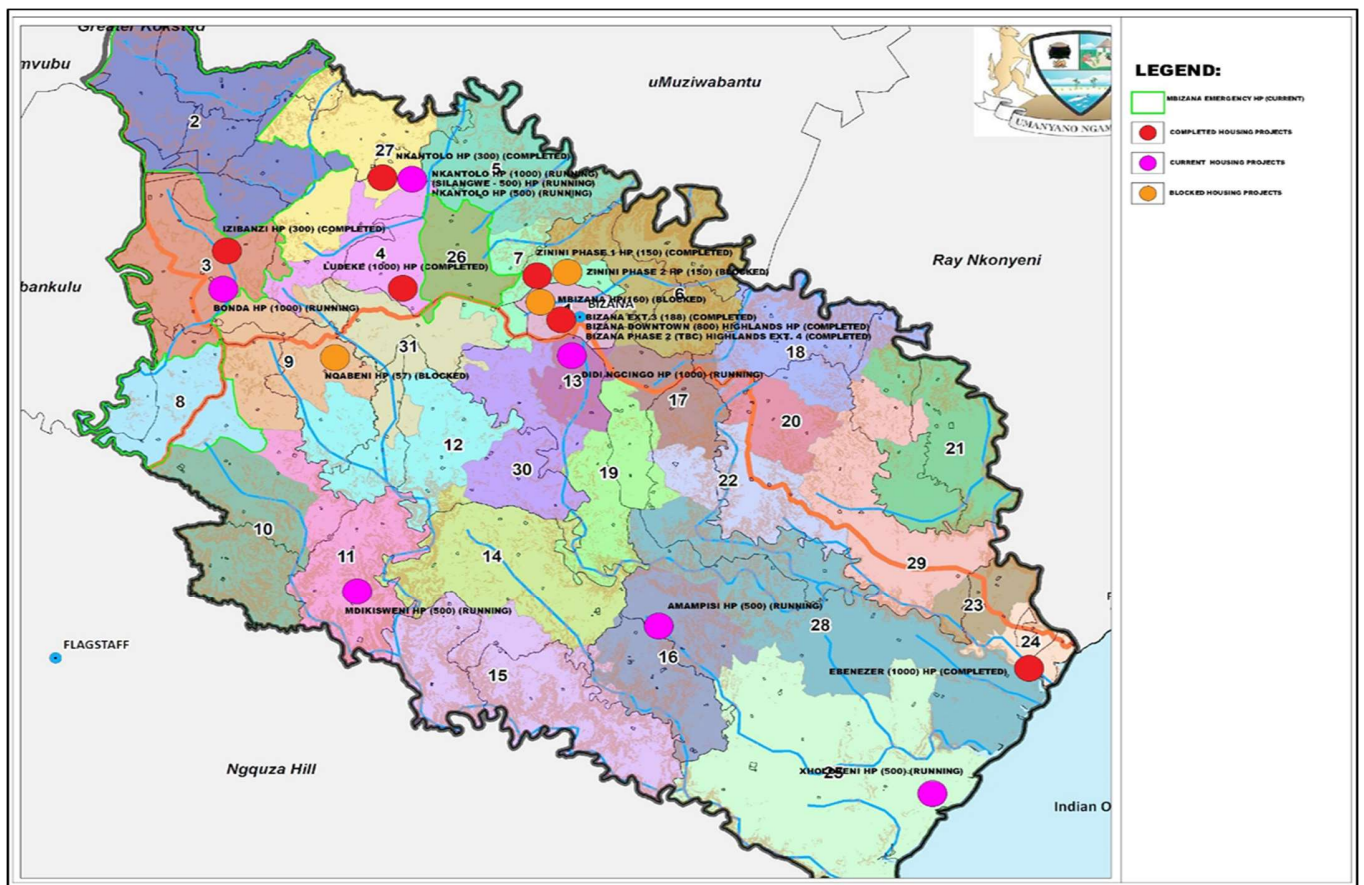 Greater Kokstad
mvubu
uMuziwabantu
UMANYANO NGAM
LEGEND:
MBIZANA EMERGENCY HP (CURRENT)
COMPLETED HOUSING PROJECTS
CURRENT HOUSING PROJECTS
BLOCKED HOUSING PROJECTS
2
27
NKANTOLO HP (300) (COMPLETED)
5
NKANTOLO HP (1000) (RUNNING)
(SILANGWE - 500) HP (RUNNING)
NKANTOLO HP (500) (RUNNING)
IZIBANZI HP (300) (COMPLETED)
3
4
26
7
ZININI PHASE 1 HP (150) (COMPLETED)
LUDEKE (1000) HP (COMPLETED)
ZININI PHASE 2 HP (150) (BLOCKED)
Ray Nkonyeni
bankulu
6
MBIZANA HP(160) (BLOCKED)
1
BIZANA
BONDA HP (1000) (RUNNING)
BIZANA EXT.3 (188) (COMPLETED)
BIZANA DOWNTOWN (800) HIGHLANDS HP (COMPLETED)
BIZANA PHASE 2 (TBC) HIGHLANDS EXT. 4 (COMPLETED)
31
18
9
NQABENI HP (57) (BLOCKED)
13
DIDI NGCINGO HP (1000) (RUNNING)
8
17
20
12
30
19
22
21
10
11
14
29
MDIKISWENI HP (500) (RUNNING)
AMAMPISI HP (500) (RUNNING)
23
28
24
FLAGSTAFF
16
15
EBENEZER (1000) HP (COMPLETED)
Ngquza Hill
XHOLOBENI HP (500) (RUNNING)
25
Indian O